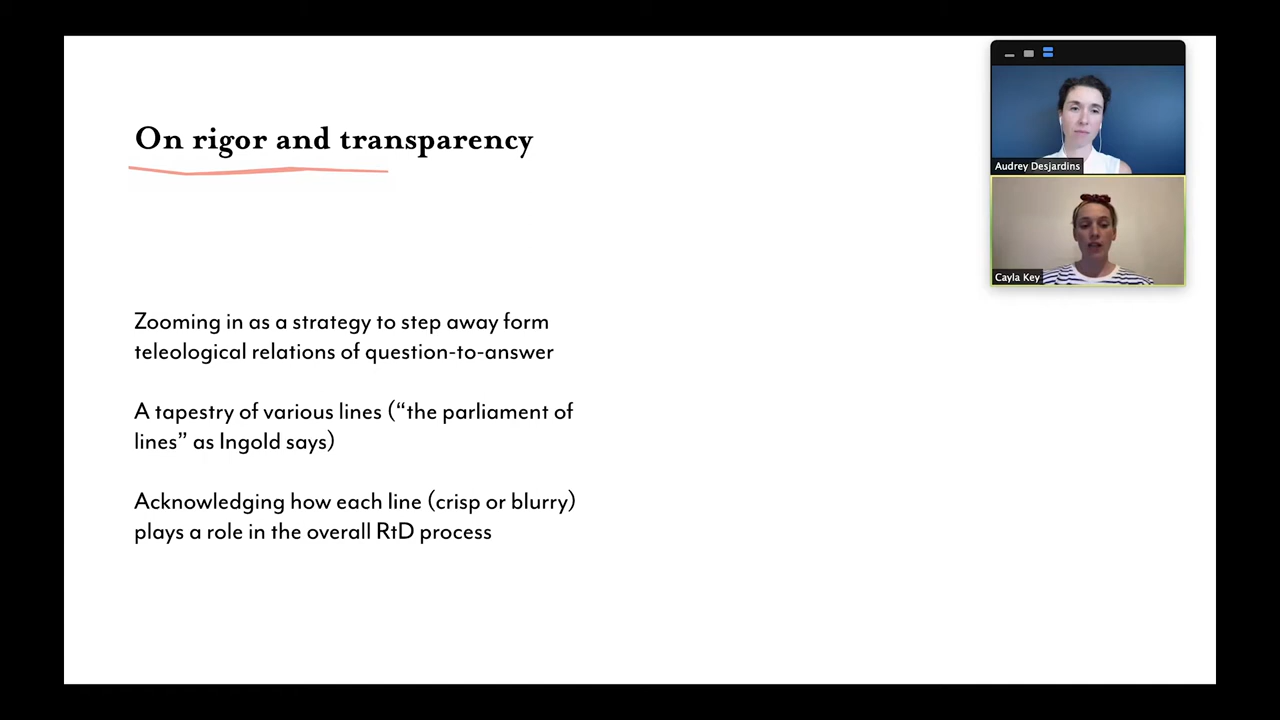 On rigor and transparency
Audrey Desjardins
Cayla Key
Zooming in as a strategy to step away form
teleological relations of question-to-answer
A tapestry of various lines (“the parliament of
lines” as Ingold says)
Acknowledging how each line (crisp or blurry)
plays a role in the overall RtD process